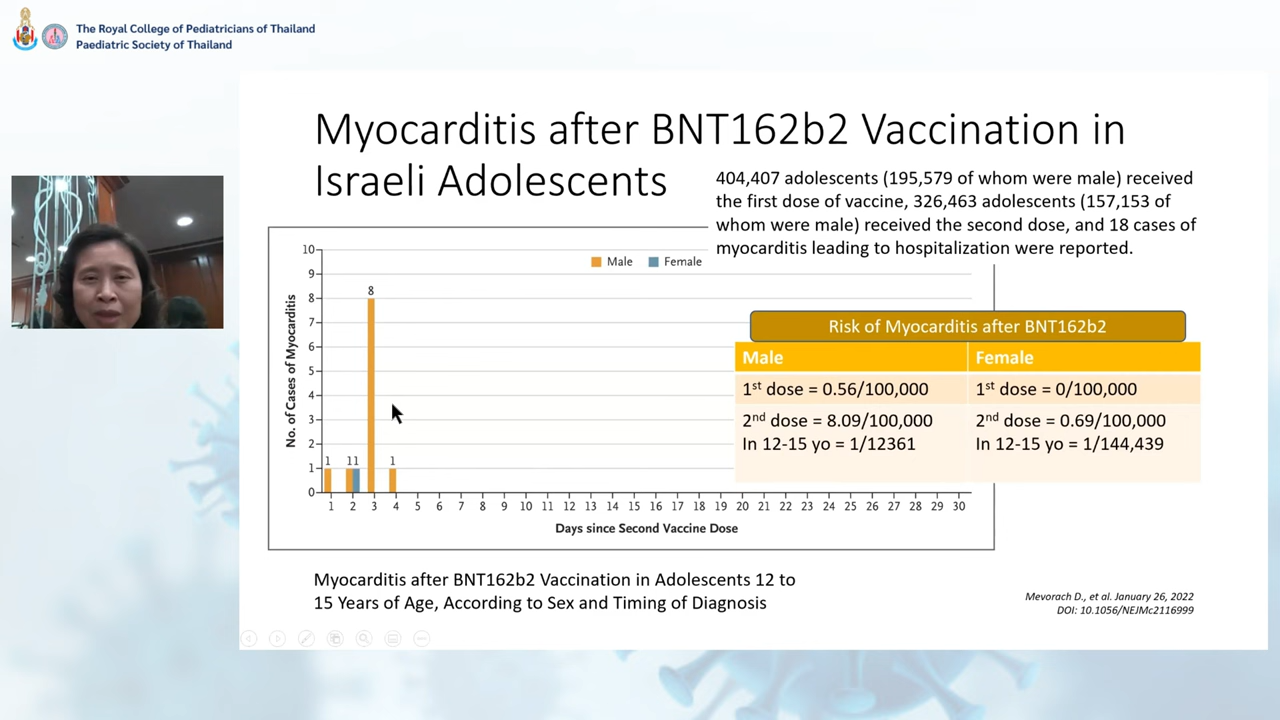 The Royal College of Pediatricians of Thailand
Paediatric Society of Thailand
Myocarditis after BNT162b2 Vaccination in
Israeli Adolescents
404,407 adolescents (195,579 of whom were male) received
the first dose of vaccine, 326,463 adolescents (157,153 of
whom were male) received the second dose, and 18 cases of
myocarditis leading to hospitalization were reported.
No. of Cases of Myocarditis
10
9
8
7
6
5
4
3
2
1
0
Male Female
1 11 8 1
1 2 3 4 5 6 7 8 9 10 11 12 13 14 15 16 17 18 19 20 21 22 23 24 25 26 27 28 29 30
Days since Second Vaccine Dose
Risk of Myocarditis after BNT162b2
Male Female
1st dose = 0.56/100,000 1st dose = 0/100,000
2nd dose = 8.09/100,000 2nd dose = 0.69/100,000
In 12-15 yo = 1/12361 In 12-15 yo = 1/144,439
Myocarditis after BNT162b2 Vaccination in Adolescents 12 to
15 Years of Age, According to Sex and Timing of Diagnosis
Mevorach D., et al. January 26, 2022
DOI: 10.1056/NEJMc2116999